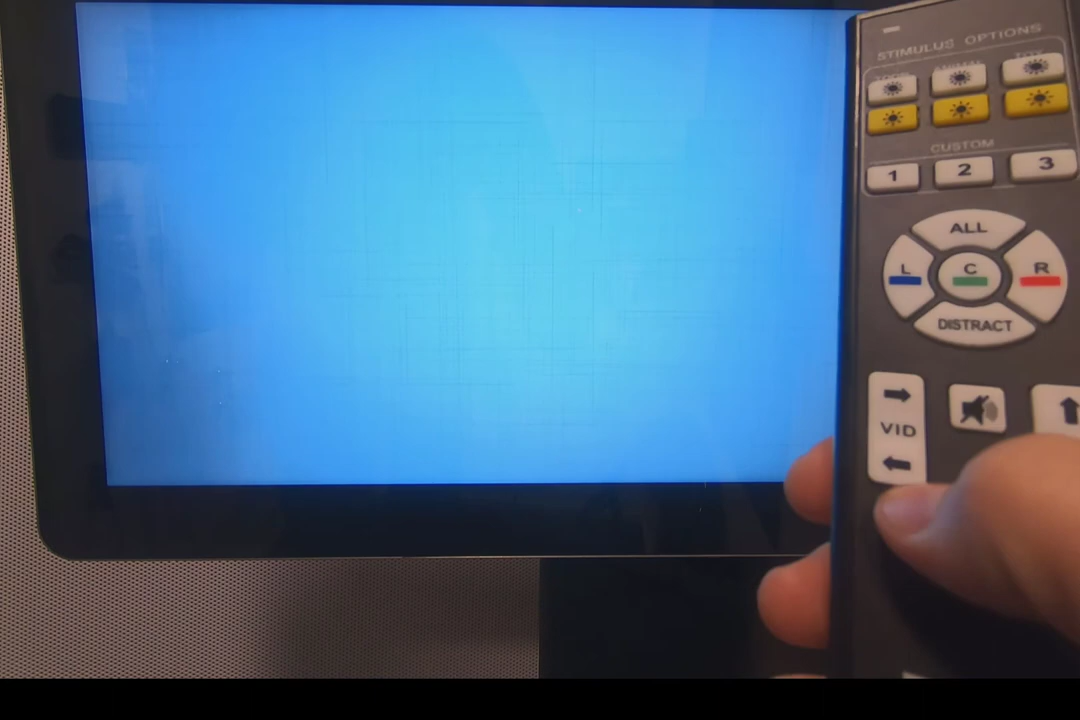 STIMULUS OPTIONS
CUSTOM
1 2 3
ALL
L C R
DISTRACT
VID